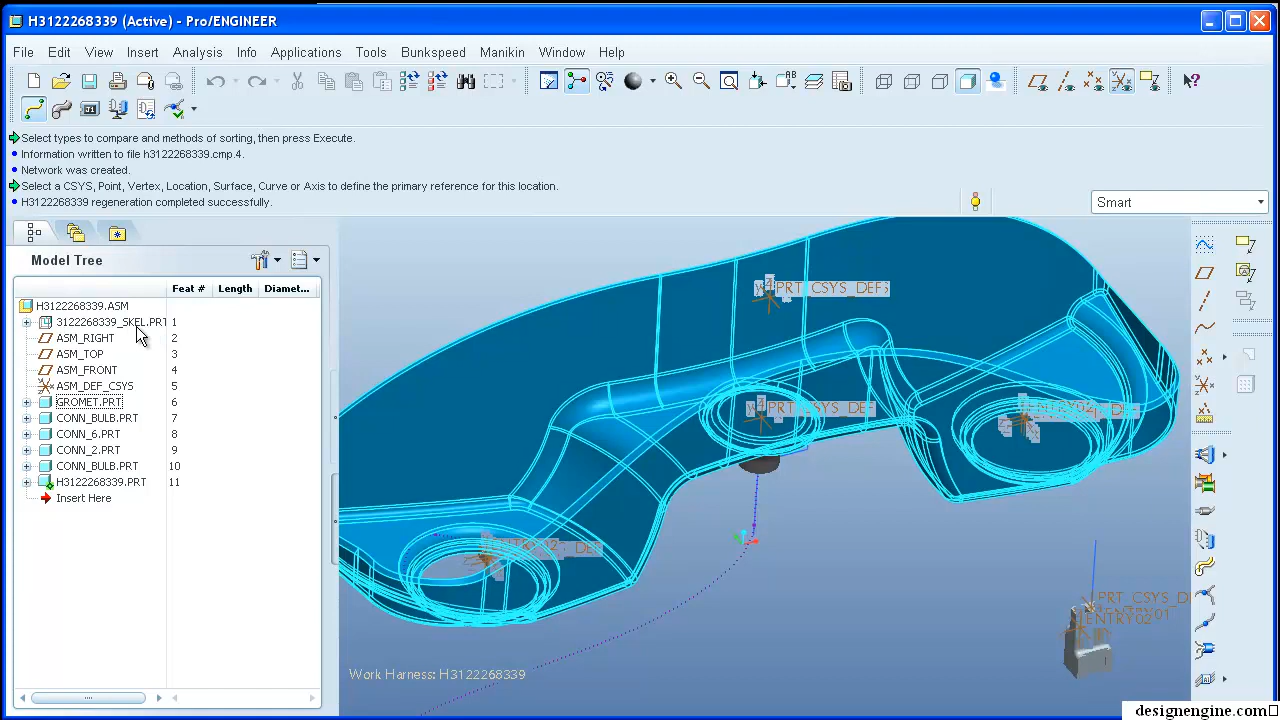 H3122268339 (Active) - Pro/ENGINEER
File Edit View Insert Analysis Info Applications Tools Bunkspeed Manikin Window Help
Select types to compare and methods of sorting, then press Execute.
Information written to file h3122268339.cmp.4.
Network was created.
Select a CSYS, Point, Vertex, Location, Surface, Curve or Axis to define the primary reference for this location.
H3122268339 regeneration completed successfully.
Smart
Model Tree
Feat # Length Diamet...
H3122268339.ASM
3122268339_SKEL.PRT 1
ASM_RIGHT 2
ASM_TOP 3
ASM_FRONT 4
ASM_DEF_CSYS 5
GROMET.PRT 6
CONN_BULB.PRT 7
CONN_6.PRT 8
CONN_2.PRT 9
CONN_BULB.PRT 10
H3122268339.PRT 11
Insert Here
PRT_CSYS_DEF
PRT_CSYS_DEF
Work Harness: H3122268339
designengine.com